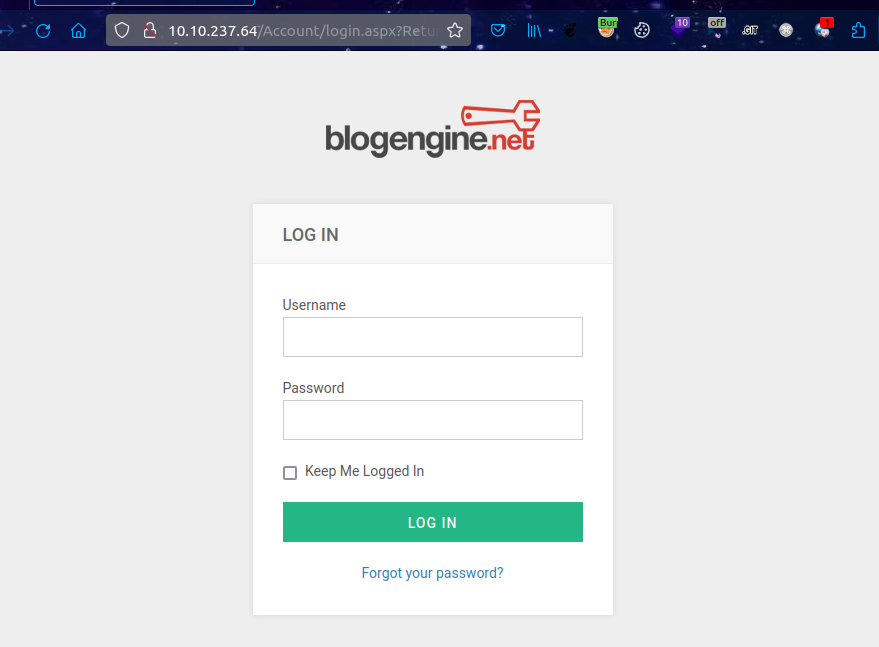 10.10.237.64/Account/login.aspx?Retu
Bur
10
off
.GIT
1
blogengine.net
LOG IN
Username
Password
Keep Me Logged In
LOG IN
Forgot your password?